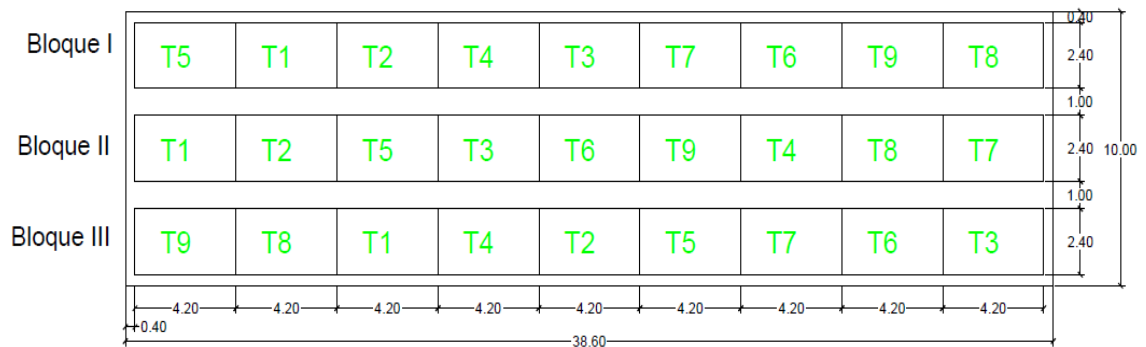 0.40
Bloque I T5 T1 T2 T4 T3 T7 T6 T9 T8 2.40
1.00
Bloque II T1 T2 T5 T3 T6 T9 T4 T8 T7 2.40 10.00
1.00
Bloque III T9 T8 T1 T4 T2 T5 T7 T6 T3 2.40
4.20 4.20 4.20 4.20 4.20 4.20 4.20 4.20 4.20
0.40
38.60